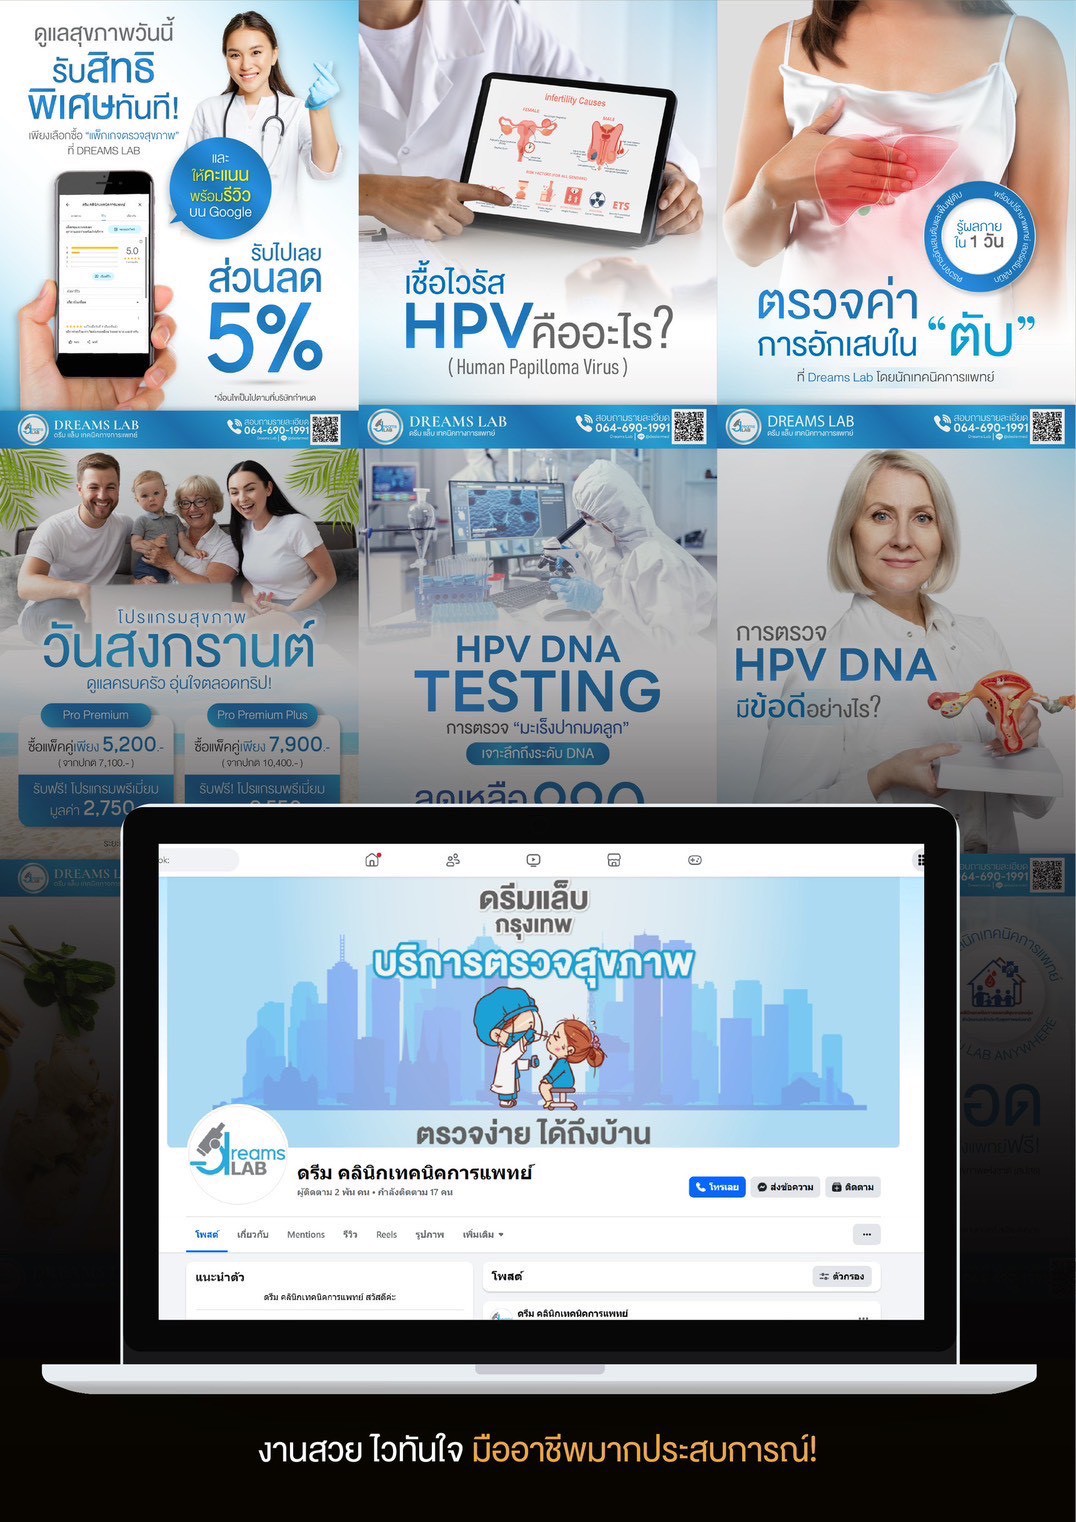 ดูแลสุขภาพวันนี้
รับสิทธิ
พิเศษทันที!
เพียงเลือกซื้อ "แพ็กเกจตรวจสุขภาพ"
ที่ DREAMS LAB
และ
ให้คะแนน
พร้อมรีวิว
บน Google
5.0
รับไปเลย
ส่วนลด
5%
*เงื่อนไขเป็นไปตามที่บริษัทกำหนด
DREAMS LAB
ดรีม แล็บ เทคนิคทางการแพทย์
สอบถามรายละเอียด
064-690-1991
Infertility Causes
FEMALE
MALE
ETS
เชื้อไวรัส
HPVคืออะไร?
( Human Papilloma Virus )
DREAMS LAB
ดรีม แล็บ เทคนิคทางการแพทย์
สอบถามรายละเอียด
064-690-1991
รู้ผลภาย
ใน 1 วัน
ตรวจค่า
การอักเสบใน "ตับ"
ที่ Dreams Lab โดยนักเทคนิคการแพทย์
DREAMS LAB
ดรีม แล็บ เทคนิคทางการแพทย์
สอบถามรายละเอียด
064-690-1991
โปรแกรมสุขภาพ
วันสงกรานต์
ดูแลครบครัว อุ่นใจตลอดทริป!
Pro Premium
ซื้อแพ็คคู่เพียง 5,200.-
( จากปกติ 7,100.- )
รับฟรี! โปรแกรมพรีเมี่ยม
มูลค่า 2,750
Pro Premium Plus
ซื้อแพ็คคู่เพียง 7,900.-
( จากปกติ 10,400.- )
รับฟรี! โปรแกรมพรีเมี่ยม
DREAMS L
HPV DNA
TESTING
การตรวจ "มะเร็งปากมดลูก"
เจาะลึกถึงระดับ DNA
ลดเหลือ
การตรวจ
HPV DNA
มีข้อดีอย่างไร?
64-690-1991
LAB ANYWHERE
ดรีมแล็บ
กรุงเทพ
บริการตรวจสุขภาพ
ตรวจง่าย ได้ถึงบ้าน
dreams
LAB
ดรีม คลินิกเทคนิคการแพทย์
ผู้ติดตาม 2 พัน คน • กำลังติดตาม 17 คน
โทรเลย
ส่งข้อความ
ติดตาม
โพสต์
เกี่ยวกับ
Mentions
รีวิว
Reels
รูปภาพ
เพิ่มเติม
แนะนำตัว
ดรีม คลินิกเทคนิคการแพทย์ สวัสดีค่ะ
โพสต์
ตัวกรอง
ดรีม คลินิกเทคนิคการแพทย์
งานสวย ไวทันใจ มืออาชีพมากประสบการณ์!